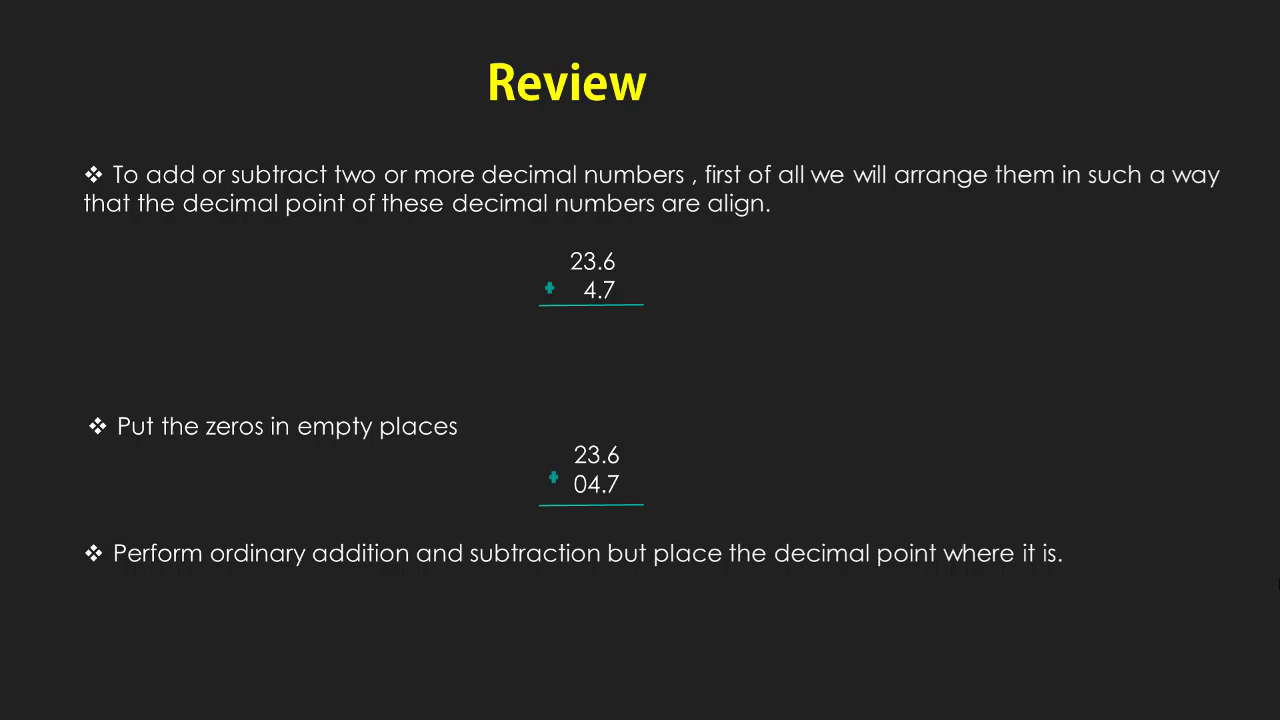 Review
❖ To add or subtract two or more decimal numbers , first of all we will arrange them in such a way
that the decimal point of these decimal numbers are align.
23.6
+ 4.7
❖ Put the zeros in empty places
23.6
+ 04.7
❖ Perform ordinary addition and subtraction but place the decimal point where it is.